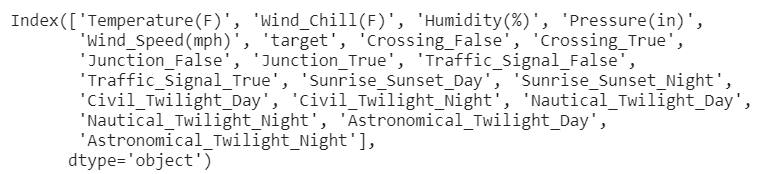 Index(['Temperature(F)', 'Wind_Chill(F)', 'Humidity(%)', 'Pressure(in)',
'Wind_Speed(mph)', 'target', 'Crossing_False', 'Crossing_True',
'Junction_False', 'Junction_True', 'Traffic_Signal_False',
'Traffic_Signal_True', 'Sunrise_Sunset_Day', 'Sunrise_Sunset_Night',
'Civil_Twilight_Day', 'Civil_Twilight_Night', 'Nautical_Twilight_Day',
'Nautical_Twilight_Night', 'Astronomical_Twilight_Day',
'Astronomical_Twilight_Night'],
dtype='object')